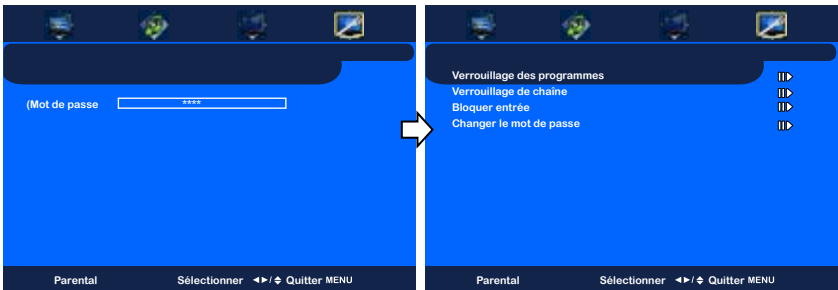 (Mot de passe ****
Parental Sélectionner ◄►/ Quitter MENU
Verrouillage des programmes
Verrouillage de chaîne
Bloquer entrée
Changer le mot de passe
Parental Sélectionner ◄►/ Quitter MENU